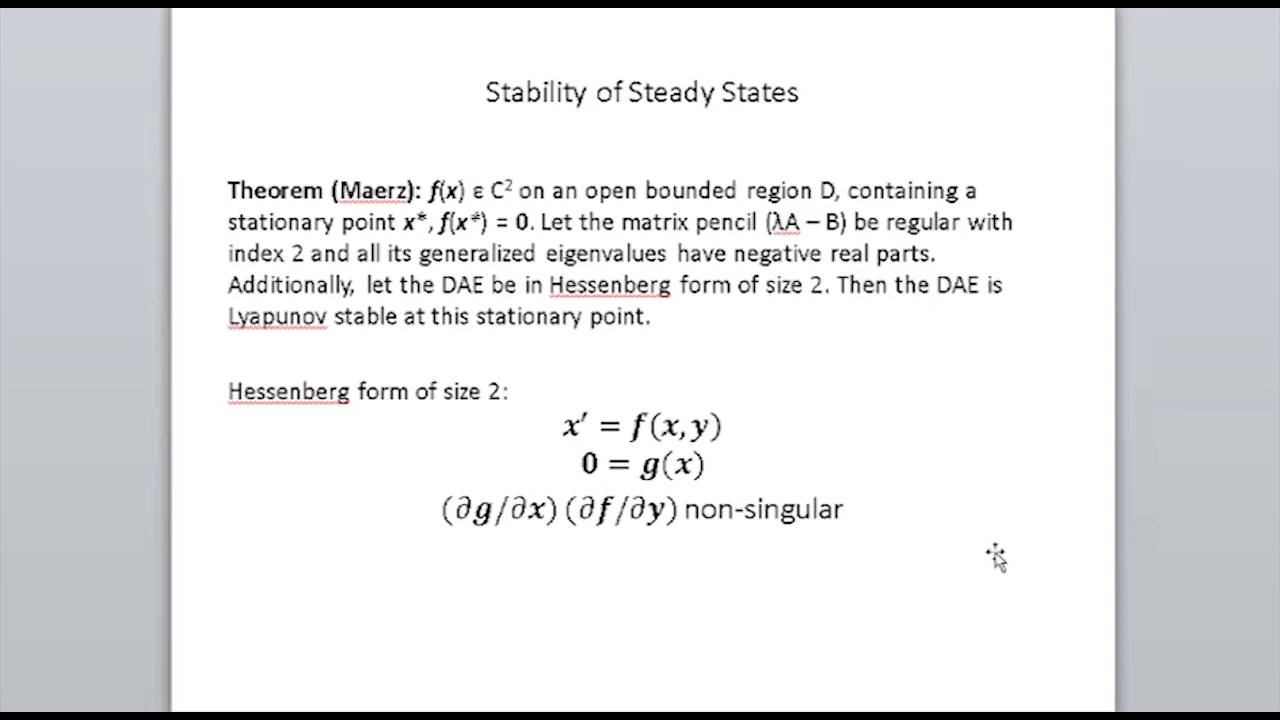 Stability of Steady States
Theorem (Maerz): f(x) ε C² on an open bounded region D, containing a
stationary point x*, f(x*) = 0. Let the matrix pencil (λA – B) be regular with
index 2 and all its generalized eigenvalues have negative real parts.
Additionally, let the DAE be in Hessenberg form of size 2. Then the DAE is
Lyapunov stable at this stationary point.
Hessenberg form of size 2:
x′ = f(x, y)
0 = g(x)
(∂g/∂x) (∂f/∂y) non-singular